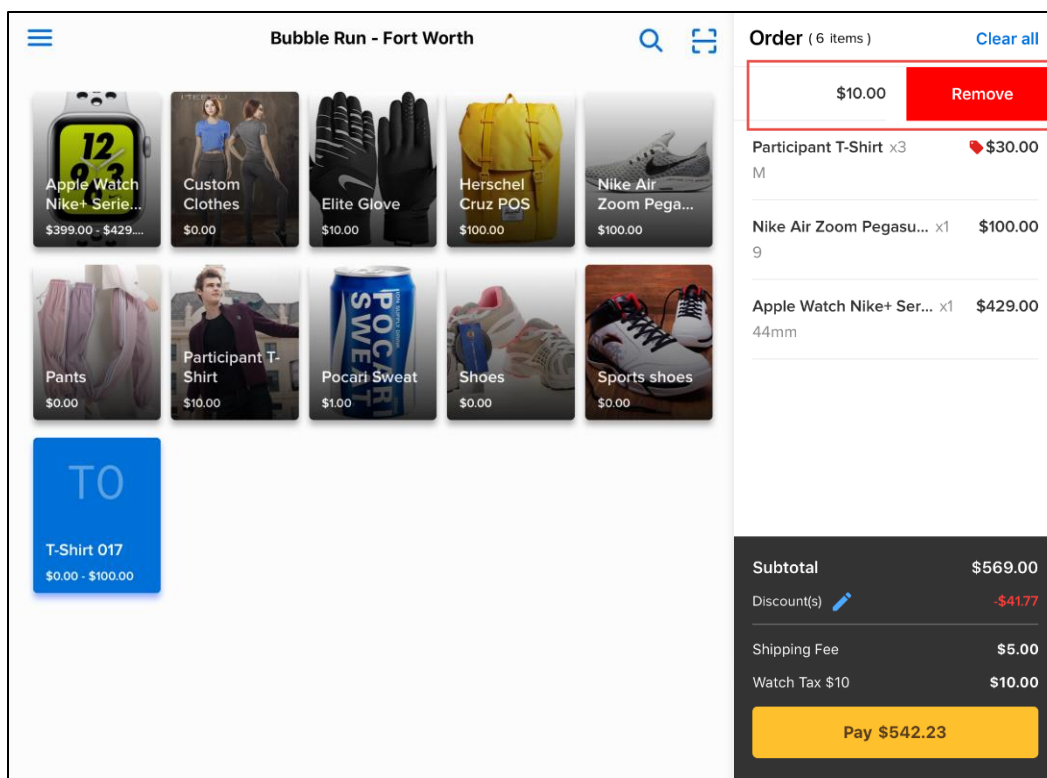 Bubble Run - Fort Worth
Apple Watch
Nike+ Serie...
$399.00 - $429....
Custom
Clothes
$0.00
Elite Glove
$10.00
Herschel
Cruz POS
$100.00
Nike Air
Zoom Pega...
$100.00
Pants
$0.00
Participant T-
Shirt
$10.00
POCARI
SWEAT
Pocari Sweat
$1.00
Shoes
$0.00
Sports shoes
$0.00
TO
T-Shirt 017
$0.00 - $100.00
Order ( 6 items )
Clear all
$10.00
Remove
Participant T-Shirt x3 $30.00
M
Nike Air Zoom Pegasu... x1 $100.00
9
Apple Watch Nike+ Ser... x1 $429.00
44mm
Subtotal $569.00
Discount(s) -$41.77
Shipping Fee $5.00
Watch Tax $10 $10.00
Pay $542.23